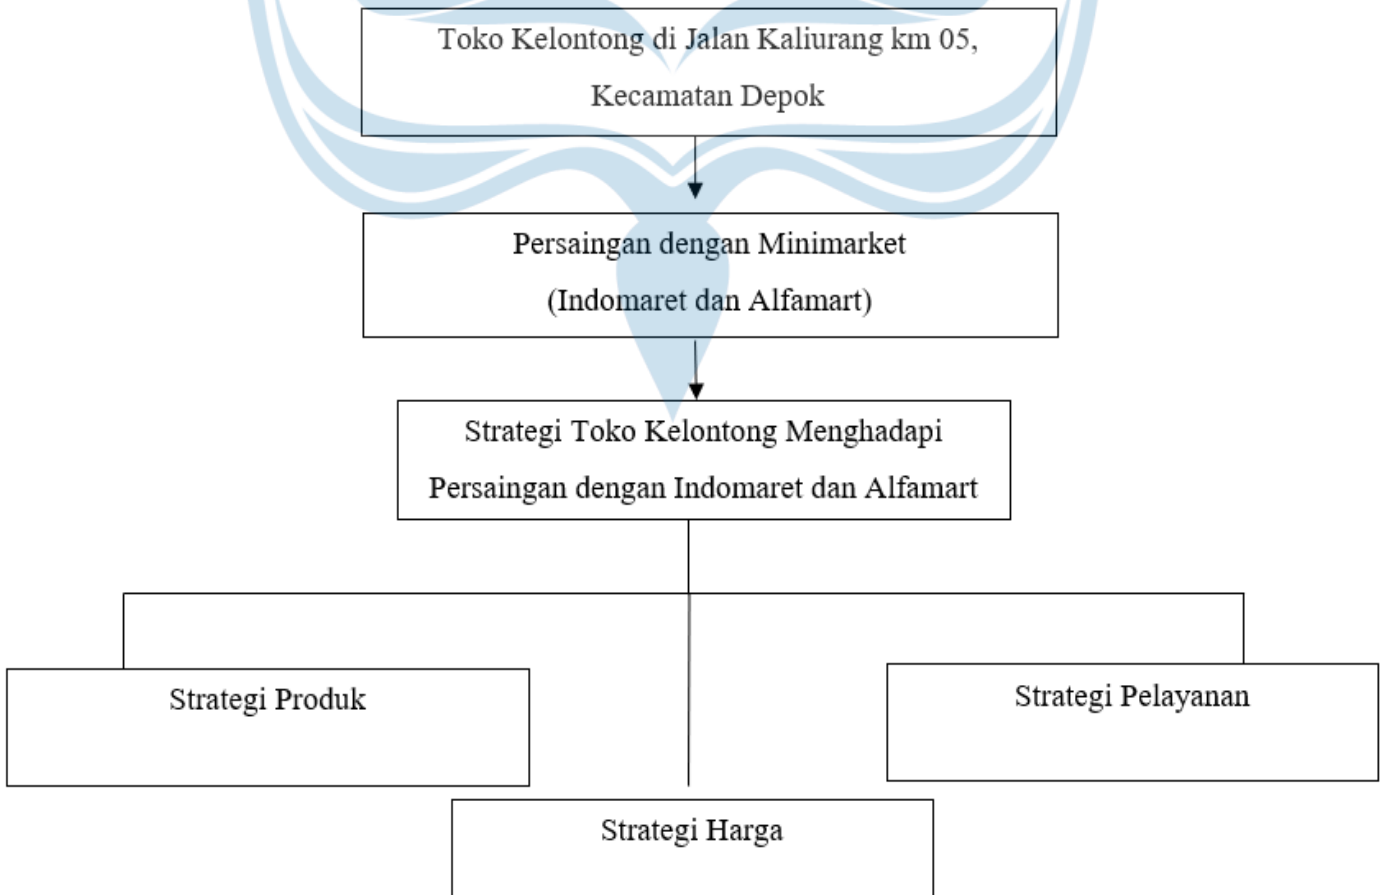 Toko Kelontong di Jalan Kaliurang km 05,
Kecamatan Depok
Persaingan dengan Minimarket
(Indomaret dan Alfamart)
Strategi Toko Kelontong Menghadapi
Persaingan dengan Indomaret dan Alfamart
Strategi Produk
Strategi Pelayanan
Strategi Harga